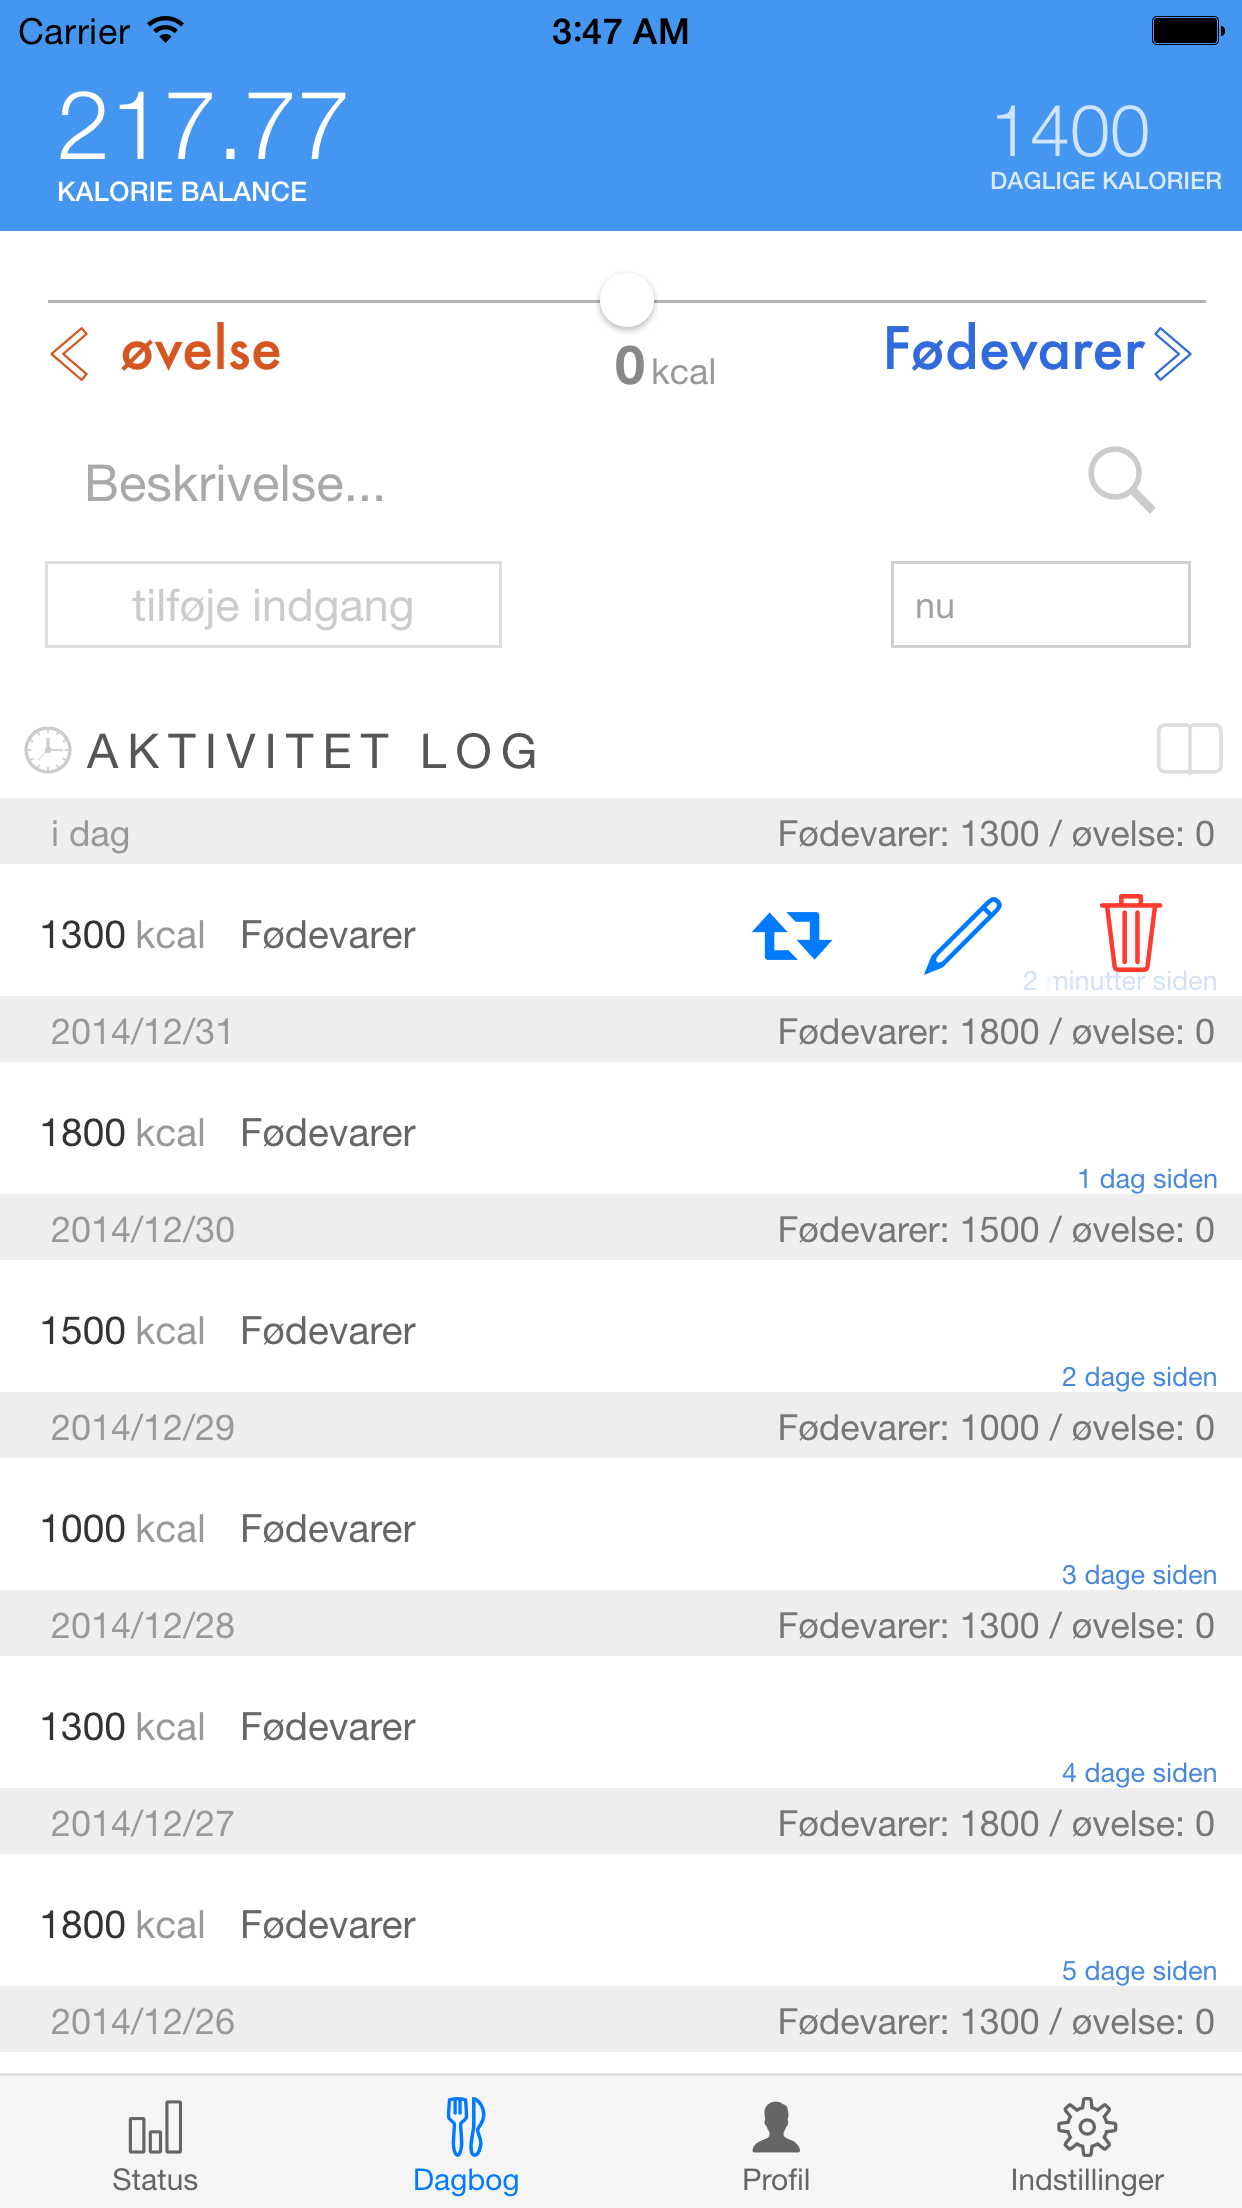 Carrier 3:47 AM
217.77 1400
KALORIE BALANCE DAGLIGE KALORIER
øvelse Fødevarer
0 kcal
Beskrivelse...
tilføje indgang nu
AKTIVITET LOG
i dag Fødevarer: 1300 / øvelse: 0
1300 kcal Fødevarer
2 minutter siden
2014/12/31 Fødevarer: 1800 / øvelse: 0
1800 kcal Fødevarer
1 dag siden
2014/12/30 Fødevarer: 1500 / øvelse: 0
1500 kcal Fødevarer
2 dage siden
2014/12/29 Fødevarer: 1000 / øvelse: 0
1000 kcal Fødevarer
3 dage siden
2014/12/28 Fødevarer: 1300 / øvelse: 0
1300 kcal Fødevarer
4 dage siden
2014/12/27 Fødevarer: 1800 / øvelse: 0
1800 kcal Fødevarer
5 dage siden
2014/12/26 Fødevarer: 1300 / øvelse: 0
Status Dagbog Profil Indstillinger